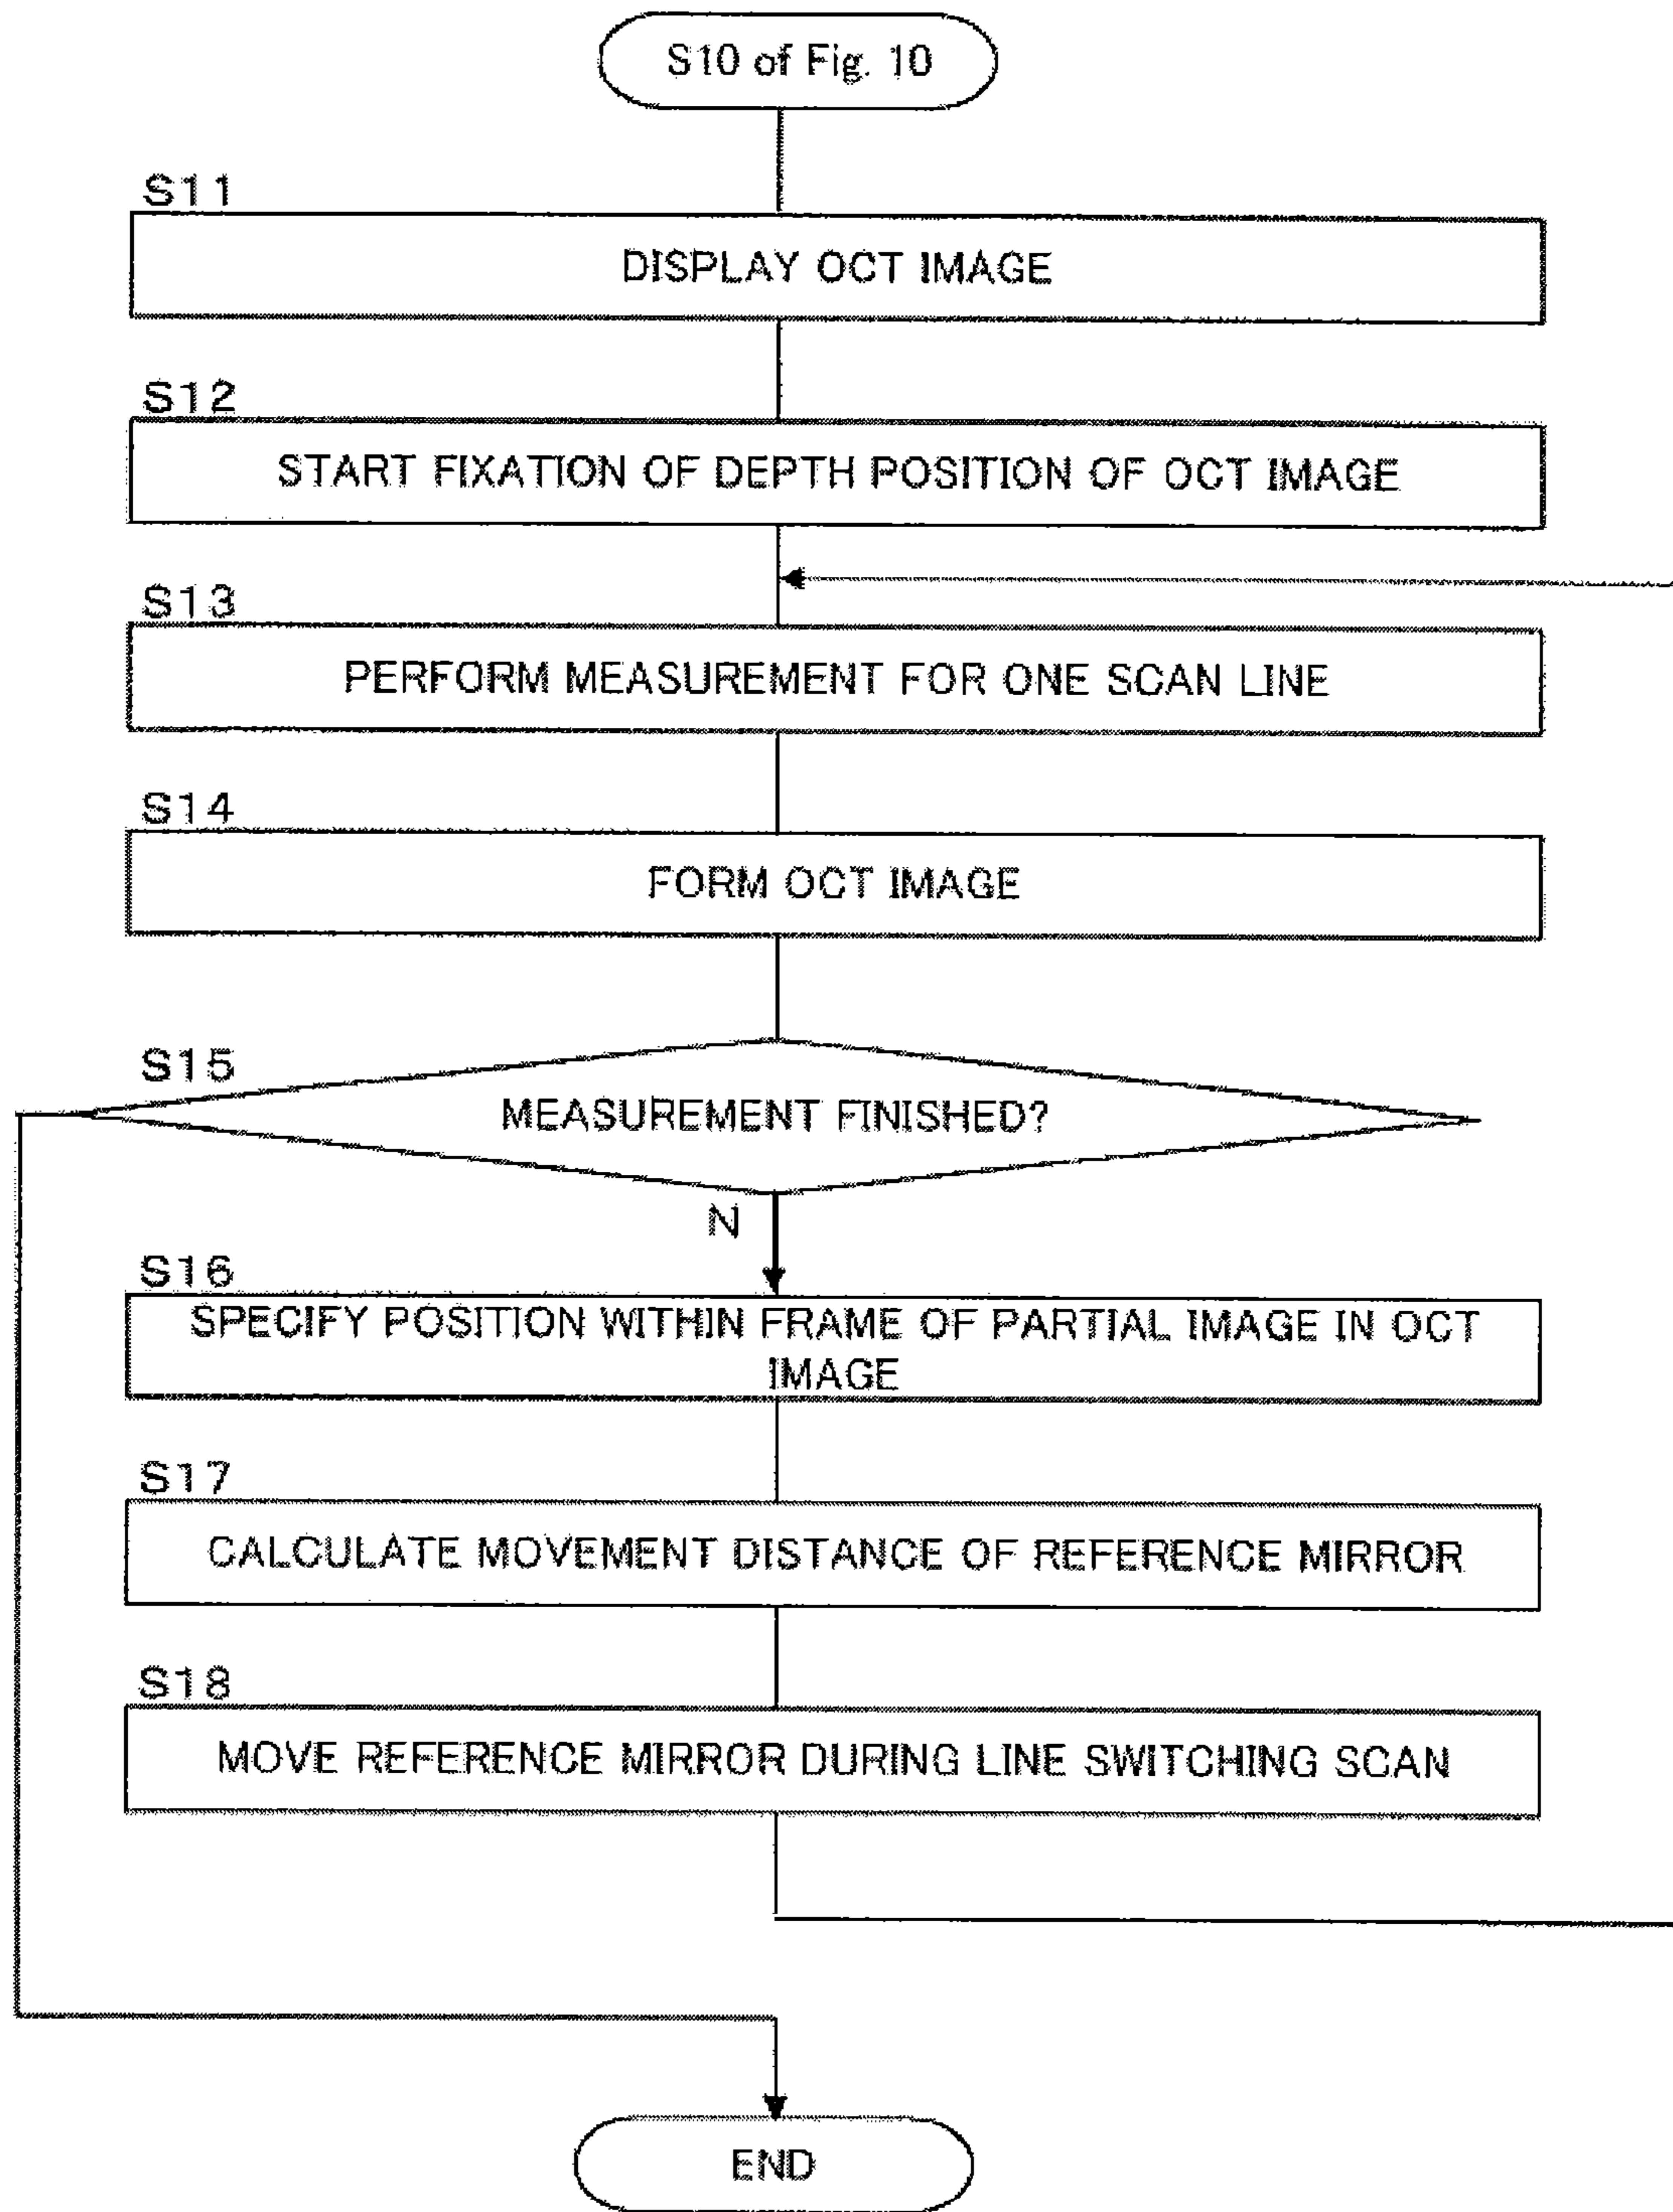 S10 of Fig. 10
S11
DISPLAY OCT IMAGE
S12
START FIXATION OF DEPTH POSITION OF OCT IMAGE
S13
PERFORM MEASUREMENT FOR ONE SCAN LINE
S14
FORM OCT IMAGE
S15
MEASUREMENT FINISHED?
N
S16
SPECIFY POSITION WITHIN FRAME OF PARTIAL IMAGE IN OCT
IMAGE
S17
CALCULATE MOVEMENT DISTANCE OF REFERENCE MIRROR
S18
MOVE REFERENCE MIRROR DURING LINE SWITCHING SCAN
END